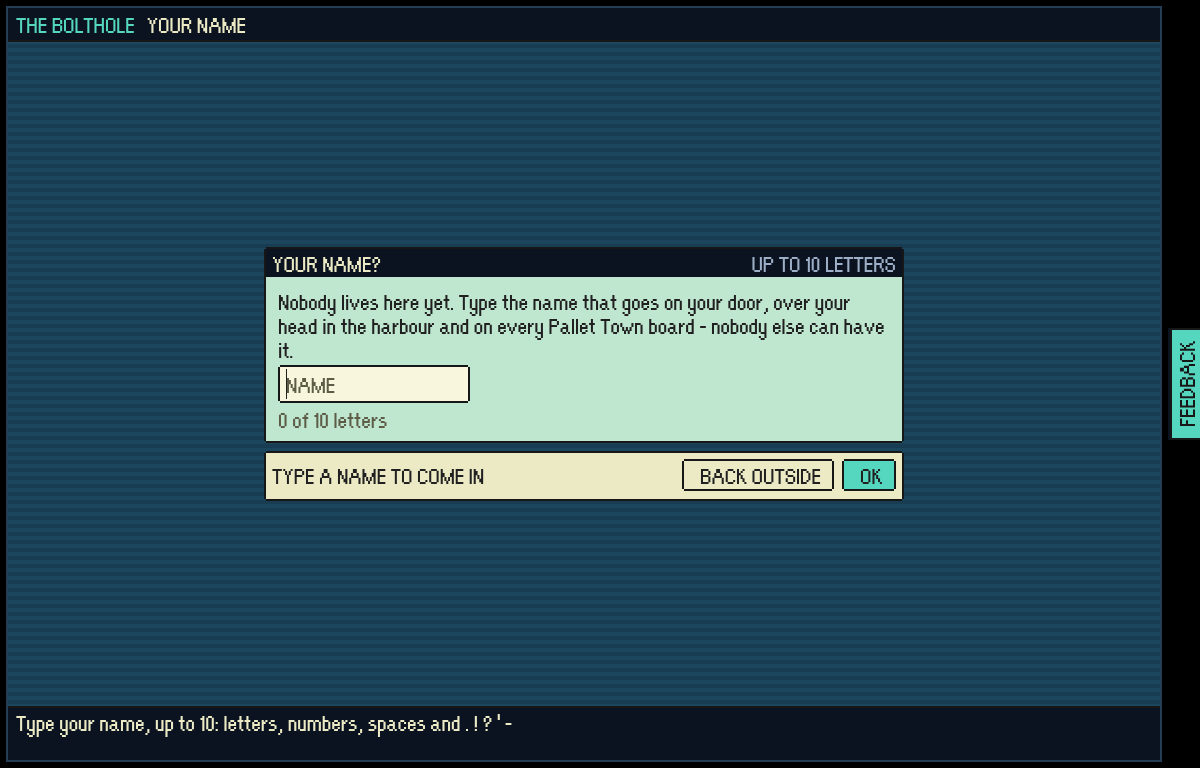 THE BOLTHOLE YOUR NAME
YOUR NAME? UP TO 10 LETTERS
Nobody lives here yet. Type the name that goes on your door, over your
head in the harbour and on every Pallet Town board - nobody else can have
it.
NAME
0 of 10 letters
TYPE A NAME TO COME IN BACK OUTSIDE OK
FEEDBACK
Type your name, up to 10: letters, numbers, spaces and . ! ? ' -